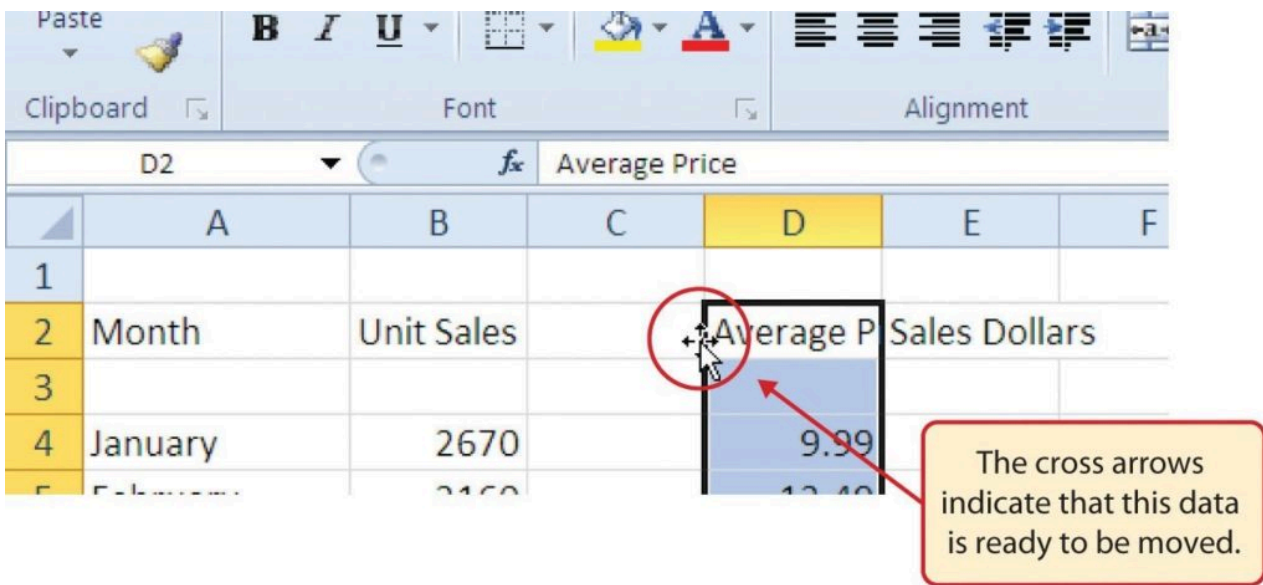 Paste
B I U A
Clipboard Font Alignment
D2 fx Average Price
A B C D E F
1
2 Month Unit Sales Average P Sales Dollars
3
4 January 2670 9.99
The cross arrows
indicate that this data
is ready to be moved.